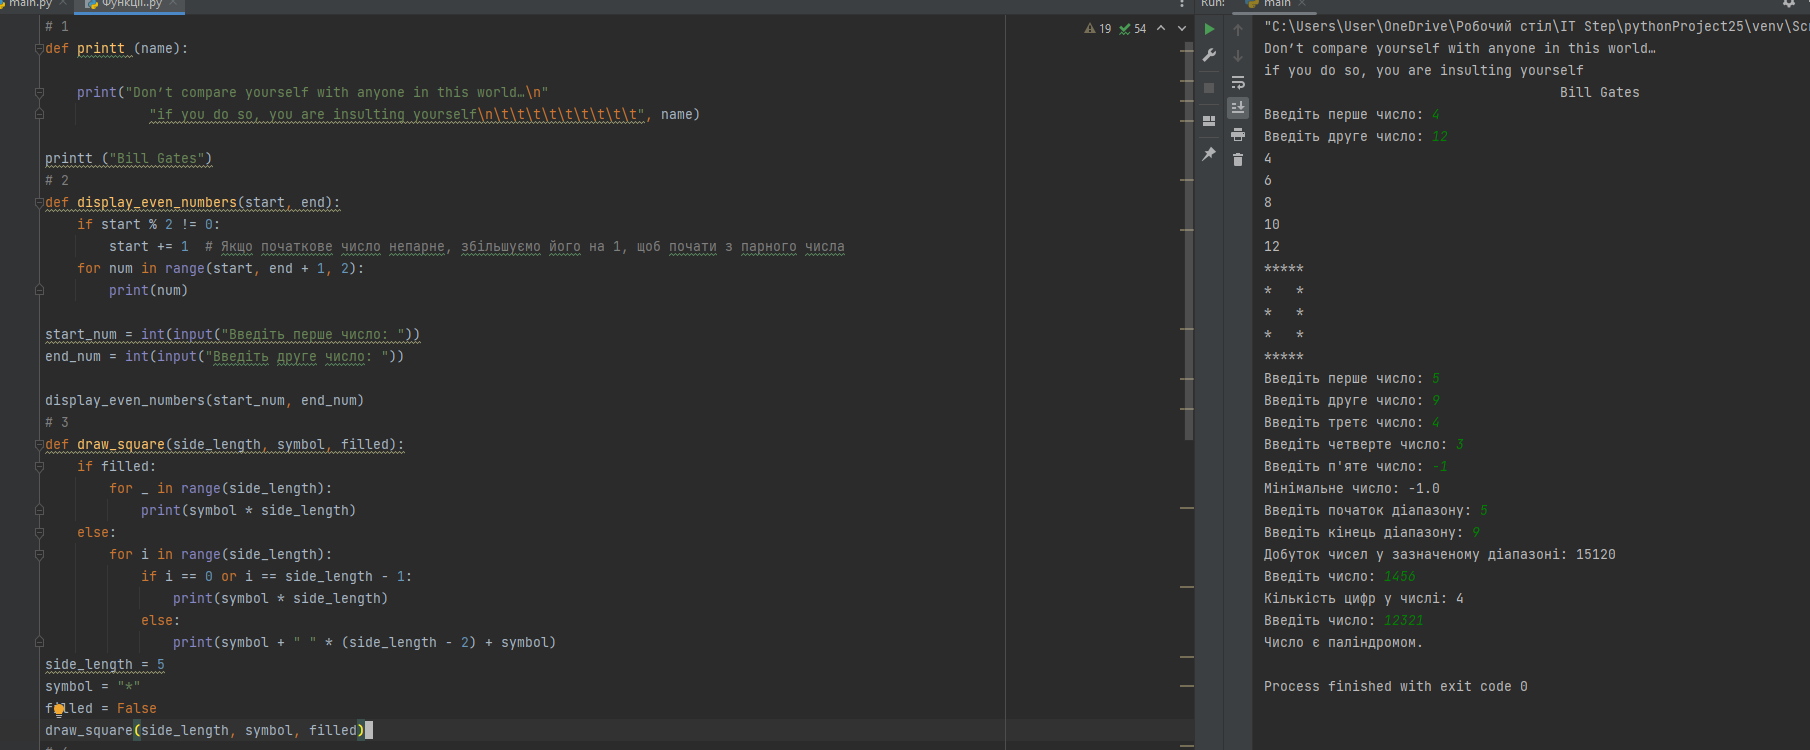 main.py
Функції..py
# 1
def printt (name):
print("Don’t compare yourself with anyone in this world…\n"
"if you do so, you are insulting yourself\n\t\t\t\t\t\t\t\t\t", name)
printt ("Bill Gates")
# 2
def display_even_numbers(start, end):
if start % 2 != 0:
start += 1  # Якщо початкове число непарне, збільшуємо його на 1, щоб почати з парного числа
for num in range(start, end + 1, 2):
print(num)
start_num = int(input("Введіть перше число: "))
end_num = int(input("Введіть друге число: "))
display_even_numbers(start_num, end_num)
# 3
def draw_square(side_length, symbol, filled):
if filled:
for _ in range(side_length):
print(symbol * side_length)
else:
for i in range(side_length):
if i == 0 or i == side_length - 1:
print(symbol * side_length)
else:
print(symbol + " " * (side_length - 2) + symbol)
side_length = 5
symbol = "*"
filled = False
draw_square(side_length, symbol, filled)
19 54
Run: main
"C:\Users\User\OneDrive\Робочий стіл\IT Step\pythonProject25\venv\Scr
Don’t compare yourself with anyone in this world…
if you do so, you are insulting yourself
Bill Gates
Введіть перше число: 4
Введіть друге число: 12
4
6
8
10
12
*****
*   *
*   *
*   *
*****
Введіть перше число: 5
Введіть друге число: 9
Введіть третє число: 4
Введіть четверте число: 3
Введіть п'яте число: -1
Мінімальне число: -1.0
Введіть початок діапазону: 5
Введіть кінець діапазону: 9
Добуток чисел у зазначеному діапазоні: 15120
Введіть число: 1456
Кількість цифр у числі: 4
Введіть число: 12321
Число є паліндромом.
Process finished with exit code 0